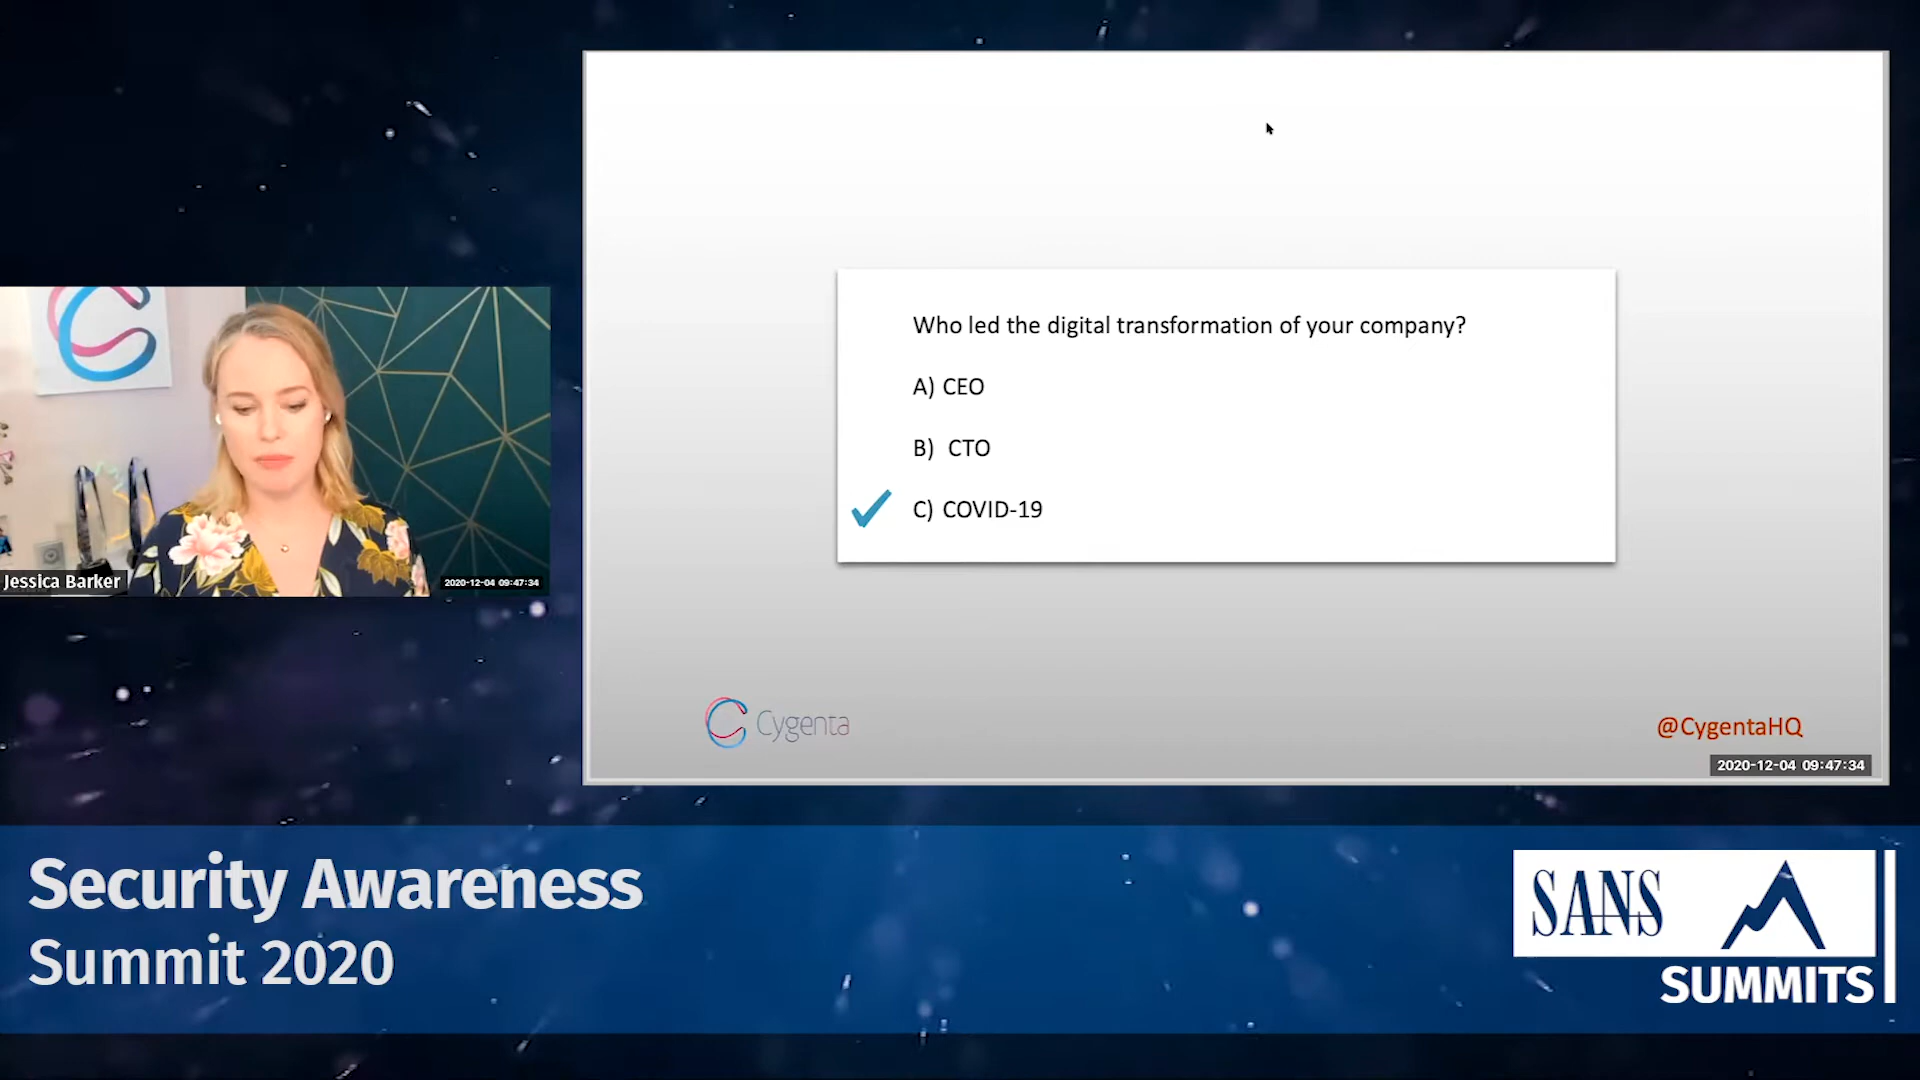 Who led the digital transformation of your company?
A) CEO
B) CTO
C) COVID-19
Cygenta
@CygentaHQ
2020-12-04 09:47:34
Jessica Barker
2020-12-04 09:47:34
Security Awareness
Summit 2020
SANS
SUMMITS